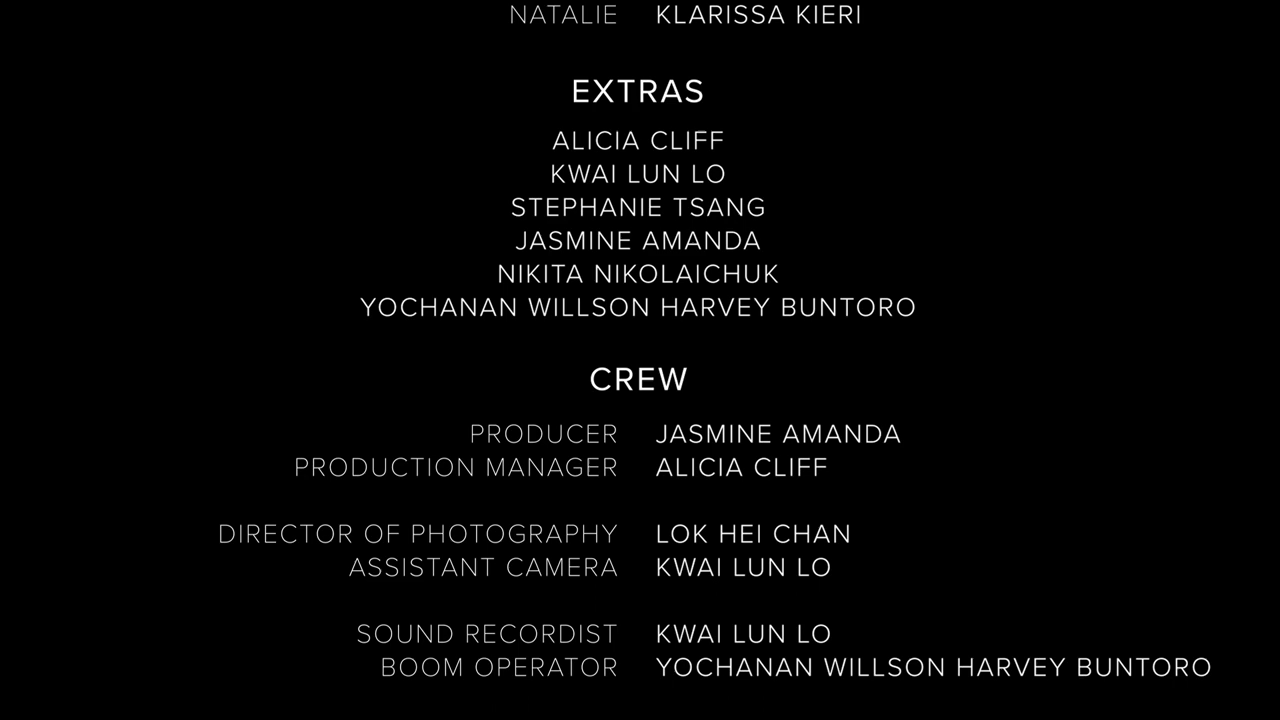 NATALIE KLARISSA KIERI
EXTRAS
ALICIA CLIFF
KWAI LUN LO
STEPHANIE TSANG
JASMINE AMANDA
NIKITA NIKOLAICHUK
YOCHANAN WILLSON HARVEY BUNTORO
CREW
PRODUCER JASMINE AMANDA
PRODUCTION MANAGER ALICIA CLIFF
DIRECTOR OF PHOTOGRAPHY LOK HEI CHAN
ASSISTANT CAMERA KWAI LUN LO
SOUND RECORDIST KWAI LUN LO
BOOM OPERATOR YOCHANAN WILLSON HARVEY BUNTORO